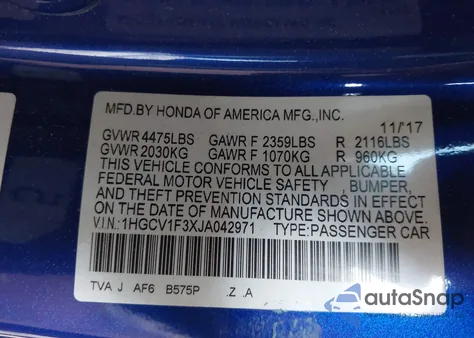 MFD.BY HONDA OF AMERICA MFG.,INC.
11/'17
GVWR 4475LBS GAWR F 2359LBS R 2116LBS
GVWR 2030KG GAWR F 1070KG R 960KG
THIS VEHICLE CONFORMS TO ALL APPLICABLE
FEDERAL MOTOR VEHICLE SAFETY , BUMPER,
AND THEFT PREVENTION STANDARDS IN EFFECT
ON THE DATE OF MANUFACTURE SHOWN ABOVE.
V.I.N.:1HGCV1F3XJA042971 TYPE:PASSENGER CAR
TVA J AF6 B575P .Z .A
autoSnap